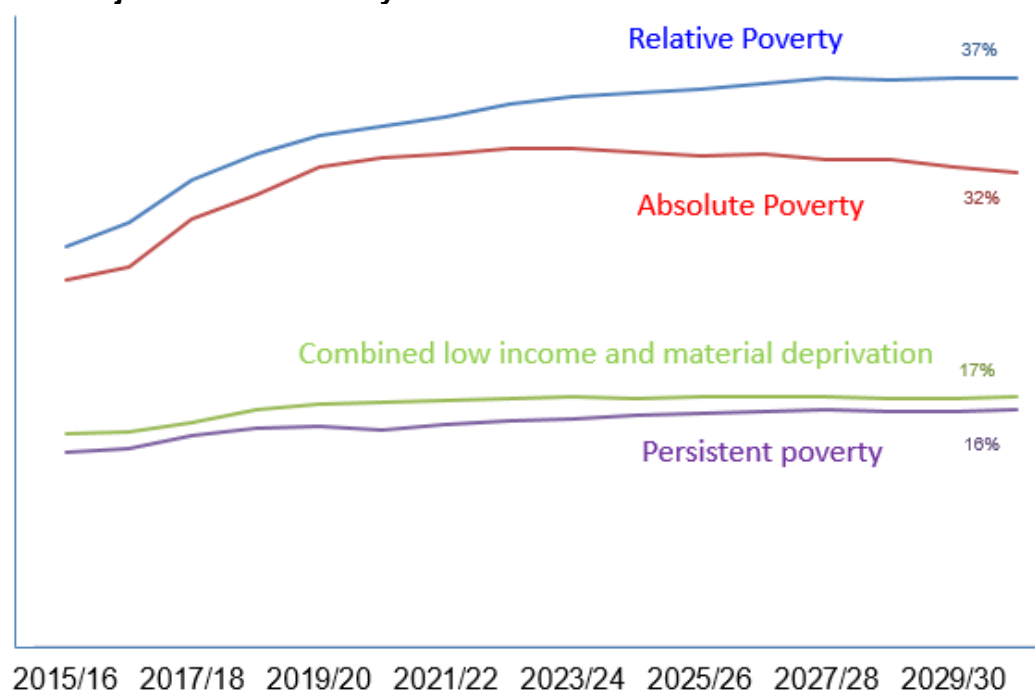 Relative Poverty
37%
Absolute Poverty
32%
Combined low income and material deprivation
17%
Persistent poverty
16%
2015/16 2017/18 2019/20 2021/22 2023/24 2025/26 2027/28 2029/30